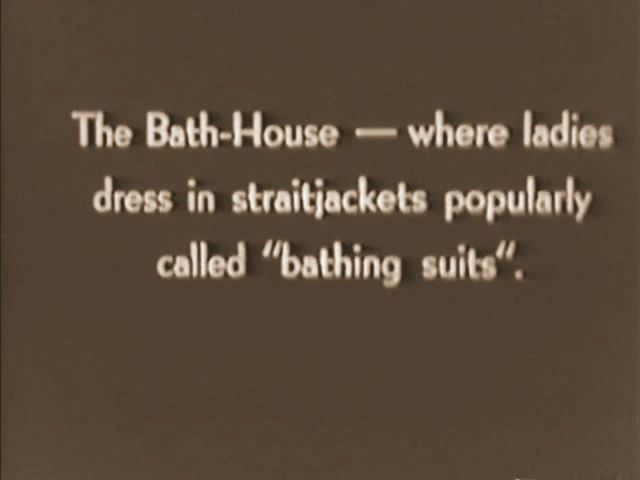 The Bath-House — where ladies
dress in straitjackets popularly
called “bathing suits“.